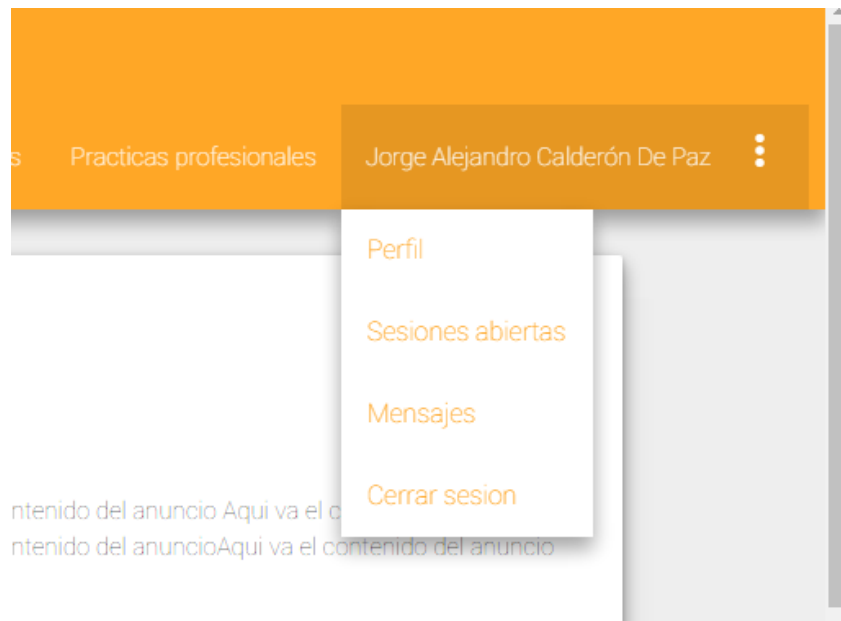 s Practicas profesionales Jorge Alejandro Calderón De Paz
Perfil
Sesiones abiertas
Mensajes
Cerrar sesion
ntenido del anuncio Aqui va el c
ntenido del anuncioAqui va el contenido del anuncio